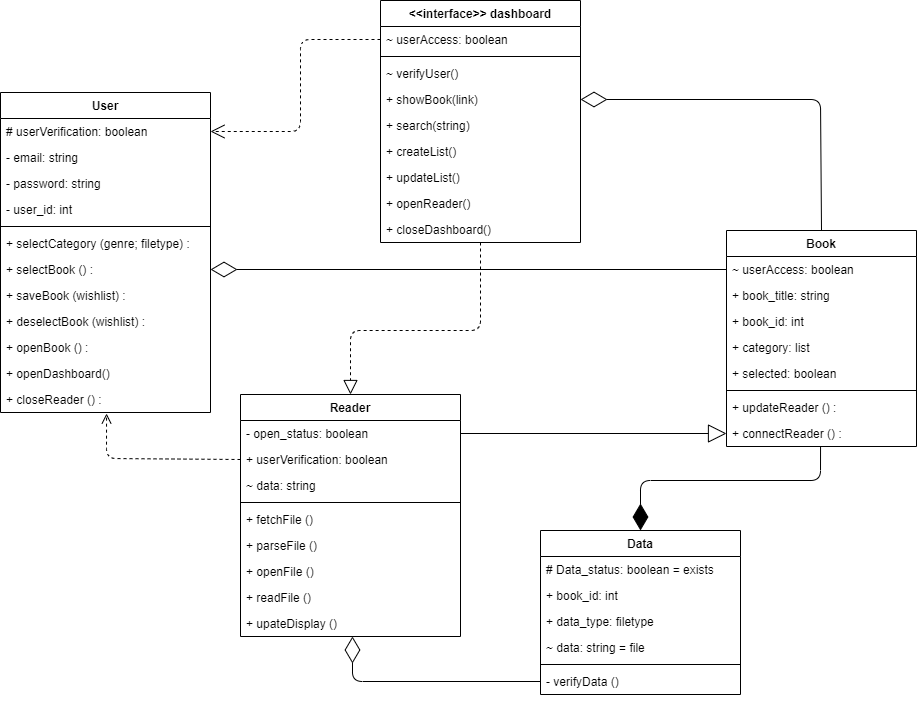 <<interface>> dashboard
~ userAccess: boolean
~ verifyUser()
+ showBook(link)
+ search(string)
+ createList()
+ updateList()
+ openReader()
+ closeDashboard()
User
# userVerification: boolean
- email: string
- password: string
- user_id: int
+ selectCategory (genre; filetype) :
+ selectBook () :
+ saveBook (wishlist) :
+ deselectBook (wishlist) :
+ openBook () :
+ openDashboard()
+ closeReader () :
Book
~ userAccess: boolean
+ book_title: string
+ book_id: int
+ category: list
+ selected: boolean
+ updateReader () :
+ connectReader () :
Reader
- open_status: boolean
+ userVerification: boolean
~ data: string
+ fetchFile ()
+ parseFile ()
+ openFile ()
+ readFile ()
+ upateDisplay ()
Data
# Data_status: boolean = exists
+ book_id: int
+ data_type: filetype
~ data: string = file
- verifyData ()